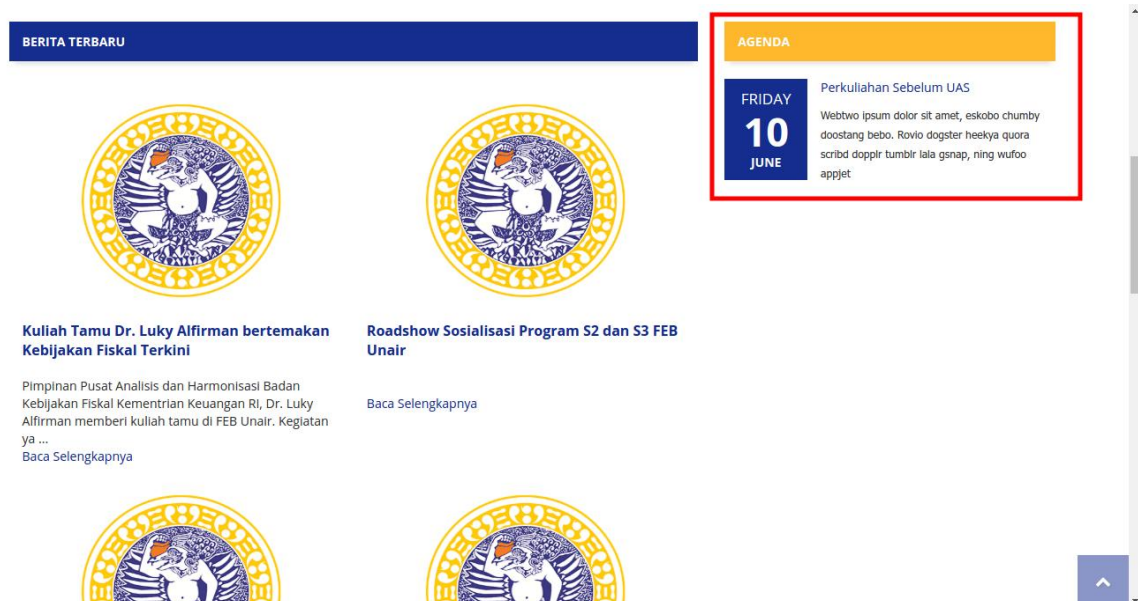 BERITA TERBARU
Kuliah Tamu Dr. Luky Alfirman bertemakan
Kebijakan Fiskal Terkini
Pimpinan Pusat Analisis dan Harmonisasi Badan
Kebijakan Fiskal Kementrian Keuangan RI, Dr. Luky
Alfirman memberi kuliah tamu di FEB Unair. Kegiatan
ya ...
Baca Selengkapnya
Roadshow Sosialisasi Program S2 dan S3 FEB
Unair
Baca Selengkapnya
AGENDA
FRIDAY
10
JUNE
Perkuliahan Sebelum UAS
Webtwo ipsum dolor sit amet, eskobo chumby
doostang bebo. Rovio dogster heekya quora
scribd dopplr tumblr lala gsnap, ning wufoo
appjet